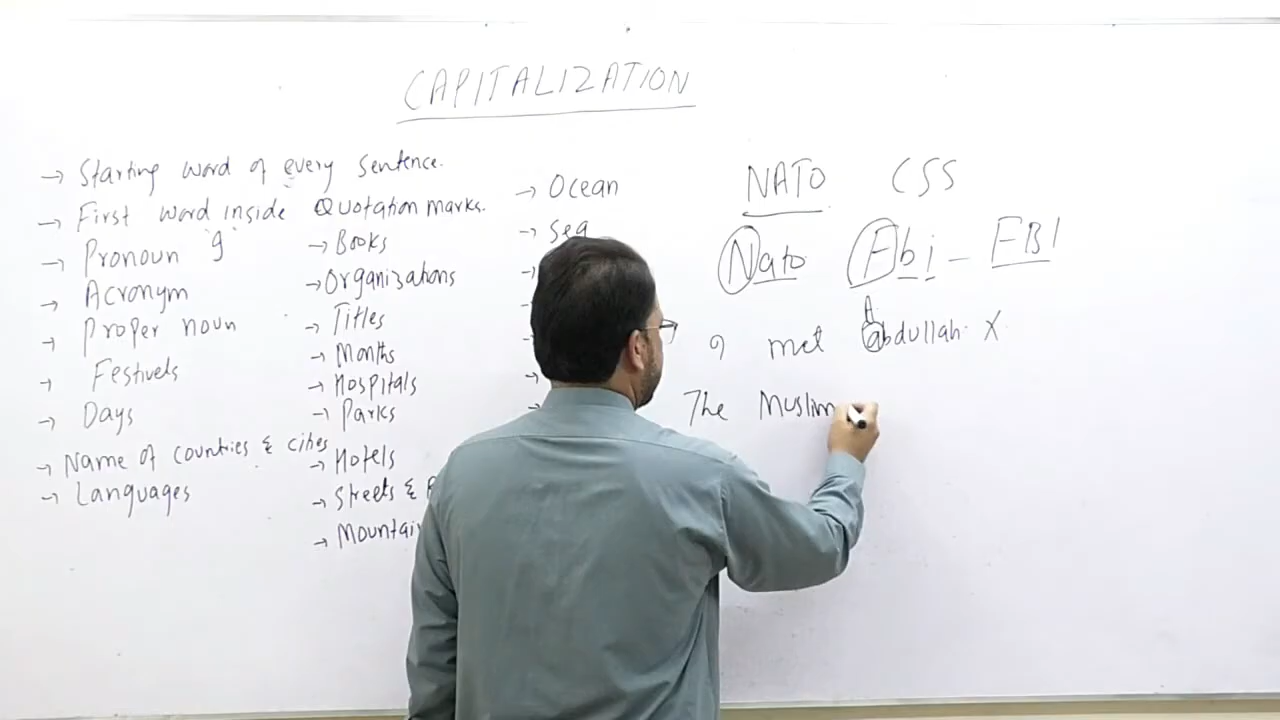 CAPITALIZATION
→ Starting word of every sentence.
→ First word inside Quotation marks.
→ Pronoun I
→ Acronym
→ Proper noun
→ Festivels
→ Days
→ Name of countries & cities
→ Languages
→ Books
→ Organizations
→ Titles
→ Months
→ Hospitals
→ Parks
→ Hotels
→ Streets &
→ Mountain
→ Ocean
→ Sea
NATO CSS
Nato Fbi - FBI
A
I met abdullah. X
The Muslim